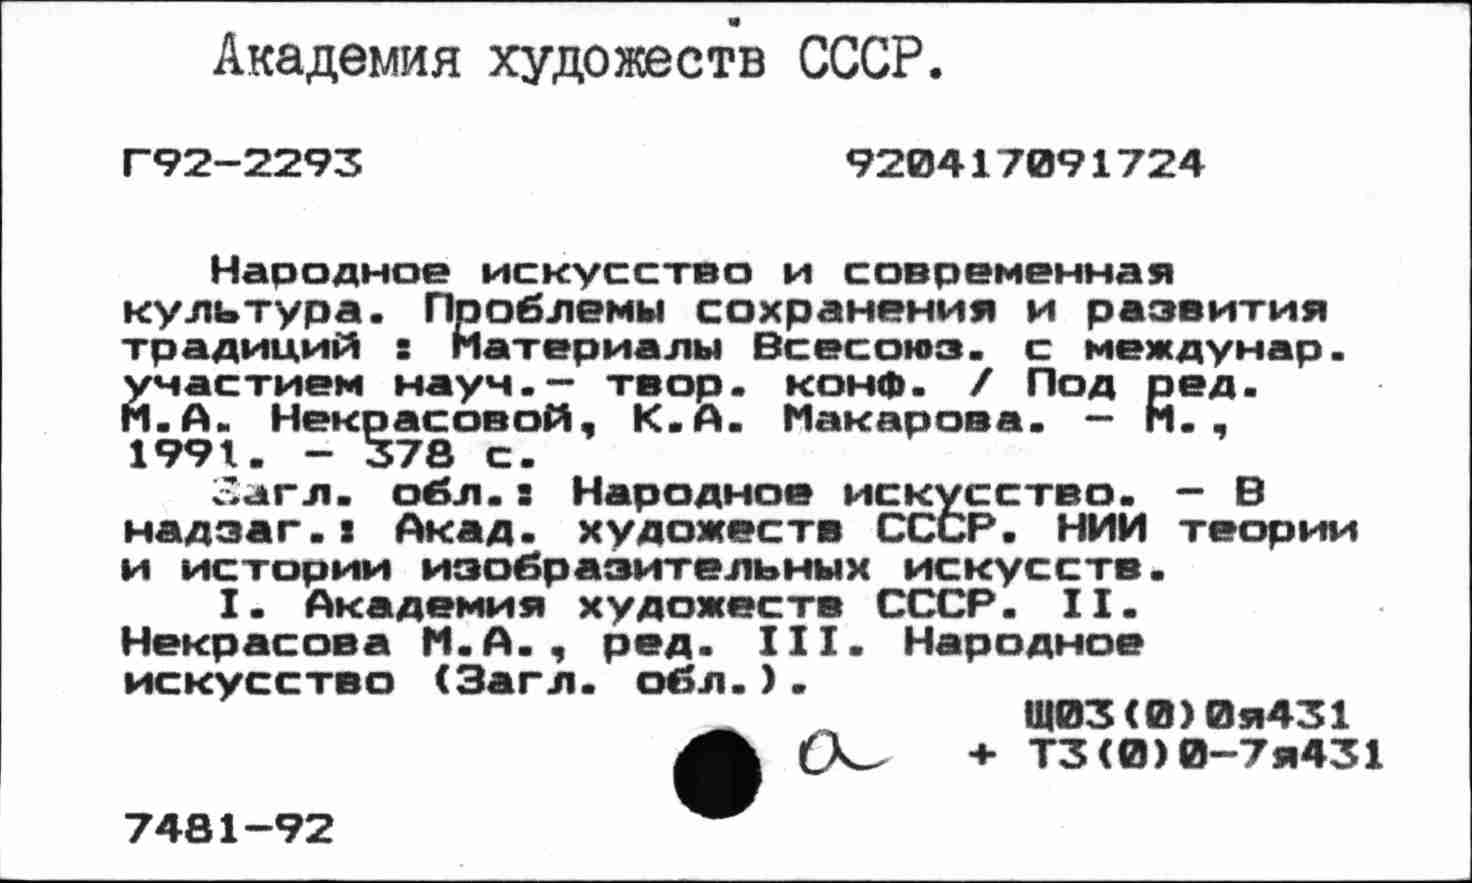 Академия художеств СССР.
Г92-2293 920417091724
Народное искусство и современная
культура. Проблемы сохранения и развития
традиций : Материалы Всесоюз. с междунар.
участием науч.- твор. конф. / Под ред.
М.А. Некрасовой, К.А. Макарова. - М.,
1991. - 378 с.
Загл. обл.: Народное искусство. - В
надзаг.: Акад. художеств СССР. НИИ теории
и истории изобразительных искусств.
I. Академия художеств СССР. II.
Некрасова М.А., ред. III. Народное
искусство (Загл. обл.).
Щ03(0)0я431
а + Т3(0)0-7я431
7481-92